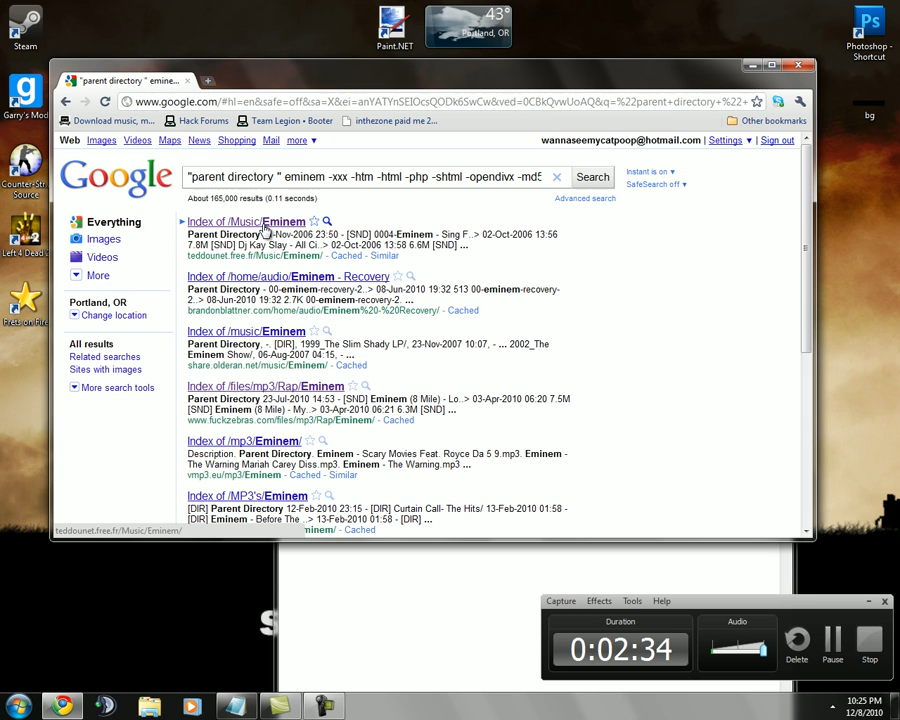 Steam
Paint.NET
43°
Portland, OR
Ps
Photoshop -
Shortcut
Garry's Mod
bg
Counter-Stri
Source
Left 4 Dead
Frets on Fire
"parent directory " emine...
www.google.com/#hl=en&safe=off&sa=X&ei=anYATYnSEIOcsQODk6SwCw&ved=0CBkQvwUoAQ&q=%22parent+directory+%22+
Download music, m...
Hack Forums
Team Legion • Booter
inthezone paid me 2...
Other bookmarks
Web Images Videos Maps News Shopping Mail more ▼
wannaseemycatpoop@hotmail.com | Settings ▼ | Sign out
Google
"parent directory " eminem -xxx -htm -html -php -shtml -opendivx -md5
Search
Instant is on ▼
SafeSearch off ▼
About 165,000 results (0.11 seconds)
Advanced search
Everything
Images
Videos
More
Portland, OR
Change location
All results
Related searches
Sites with images
More search tools
Index of /Music/Eminem
Parent Directory Nov-2006 23:50 - [SND] 0004-Eminem - Sing F..> 02-Oct-2006 13:56
7.8M [SND] Dj Kay Slay - All Ci..> 02-Oct-2006 13:58 6.6M [SND] ...
teddounet.free.fr/Music/Eminem/ - Cached - Similar
Index of /home/audio/Eminem - Recovery
Parent Directory - 00-eminem-recovery-2..> 08-Jun-2010 19:32 513 00-eminem-recovery-
2..> 08-Jun-2010 19:32 2.7K 00-eminem-recovery-2. ...
brandonblattner.com/home/audio/Eminem%20-%20Recovery/ - Cached
Index of /music/Eminem
Parent Directory, -. [DIR], 1999_The Slim Shady LP/, 23-Nov-2007 10:07, - ... 2002_The
Eminem Show/, 06-Aug-2007 04:15, - ...
share.olderan.net/music/Eminem/ - Cached
Index of /files/mp3/Rap/Eminem
Parent Directory 23-Jul-2010 14:53 - [SND] Eminem (8 Mile) - Lo..> 03-Apr-2010 06:20 7.5M
[SND] Eminem (8 Mile) - My..> 03-Apr-2010 06:21 6.3M [SND] ...
www.fuckzebras.com/files/mp3/Rap/Eminem/ - Cached
Index of /mp3/Eminem/
Description. Parent Directory. Eminem - Scary Movies Feat. Royce Da 5 9.mp3. Eminem -
The Warning Mariah Carey Diss.mp3. Eminem - The Warning.mp3 ...
vmp3.eu/mp3/Eminem - Cached - Similar
Index of /MP3's/Eminem
[DIR] Parent Directory 12-Feb-2010 23:15 - [DIR] Curtain Call- The Hits/ 13-Feb-2010 01:58 -
[DIR] Eminem - Before The ..> 13-Feb-2010 01:58 - [DIR] ...
minem/ - Cached
teddounet.free.fr/Music/Eminem/
S
Capture Effects Tools Help
Duration
0:02:34
Audio
Delete
Pause
Stop
10:25 PM
12/8/2010